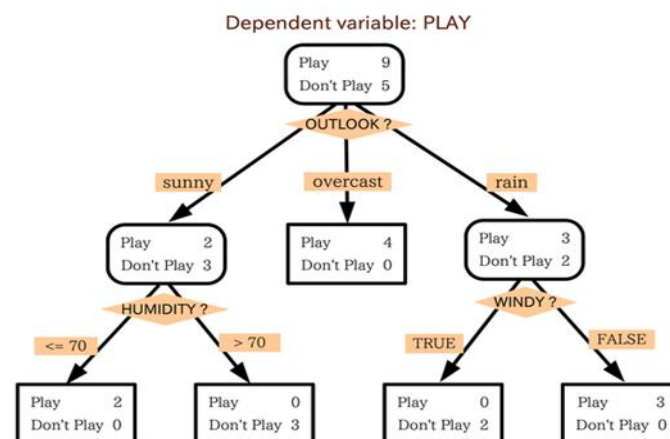 Dependent variable: PLAY
Play 9
Don't Play 5
OUTLOOK ?
sunny
overcast
rain
Play 2
Don't Play 3
Play 4
Don't Play 0
Play 3
Don't Play 2
HUMIDITY ?
WINDY ?
<= 70
> 70
TRUE
FALSE
Play 2
Don't Play 0
Play 0
Don't Play 3
Play 0
Don't Play 2
Play 3
Don't Play 0